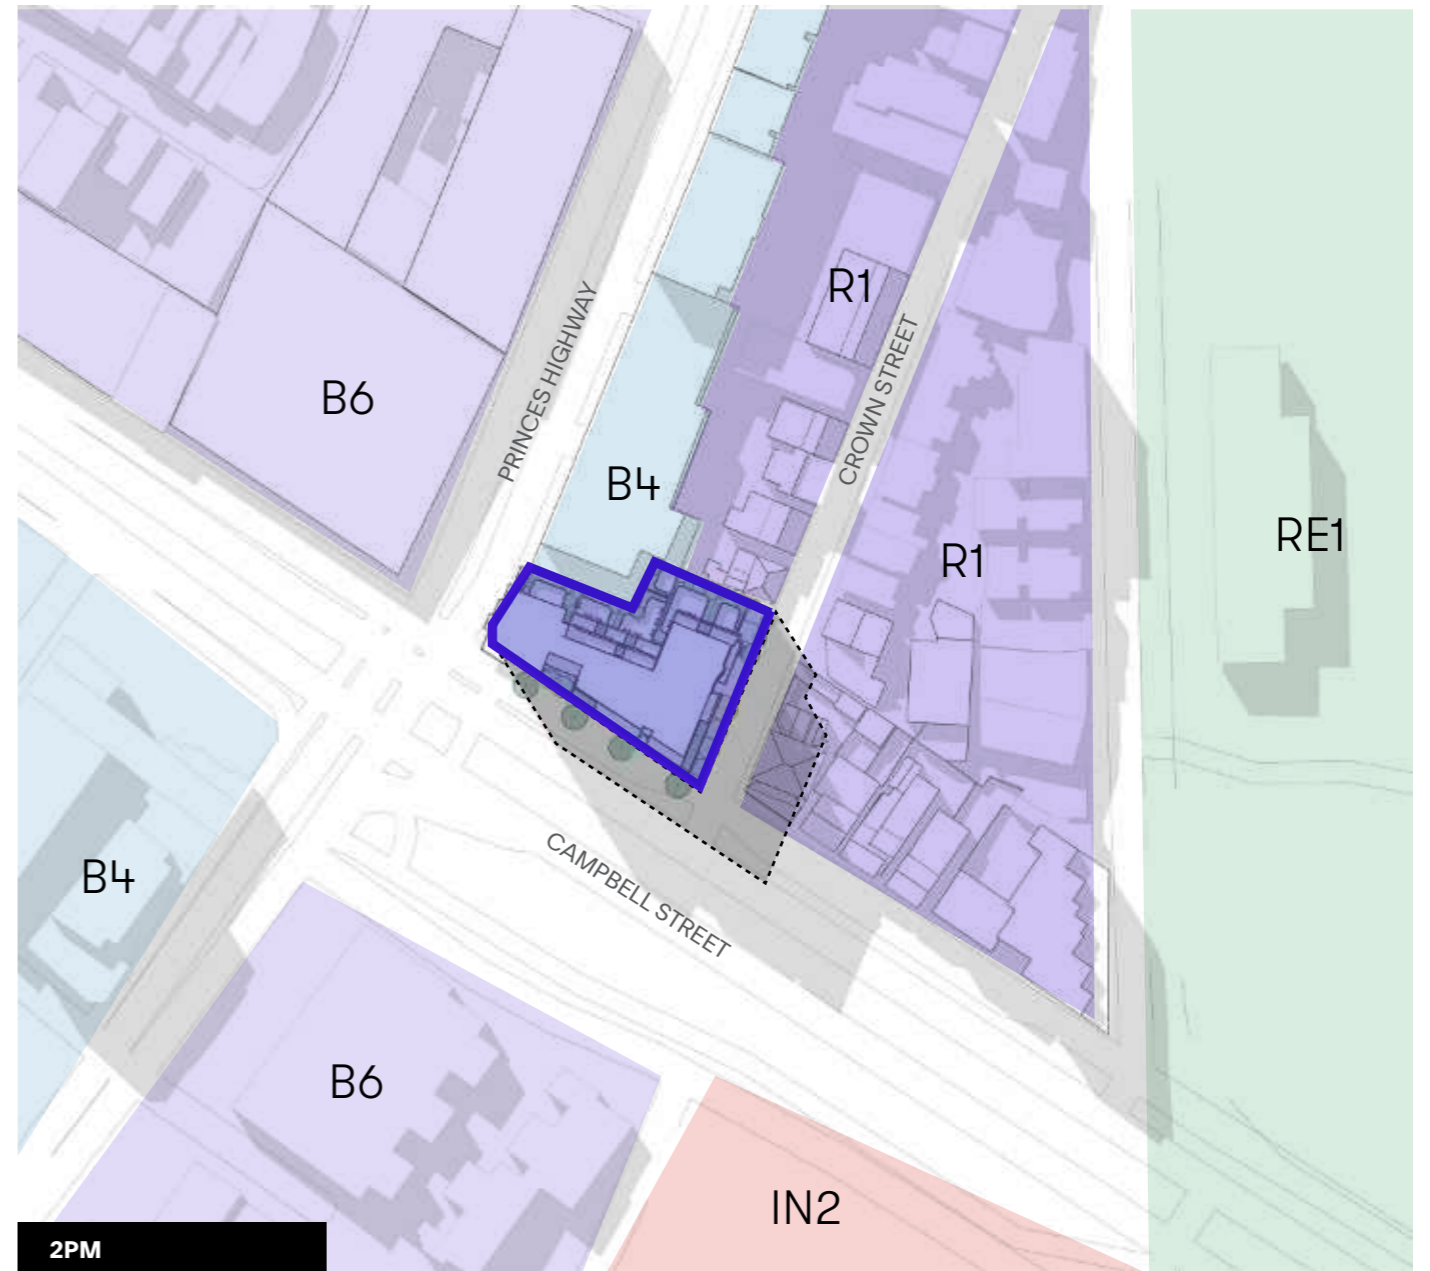 R1
PRINCES HIGHWAY
CROWN STREET
B6
B4
RE1
R1
CAMPBELL STREET
B4
B6
IN2
2PM